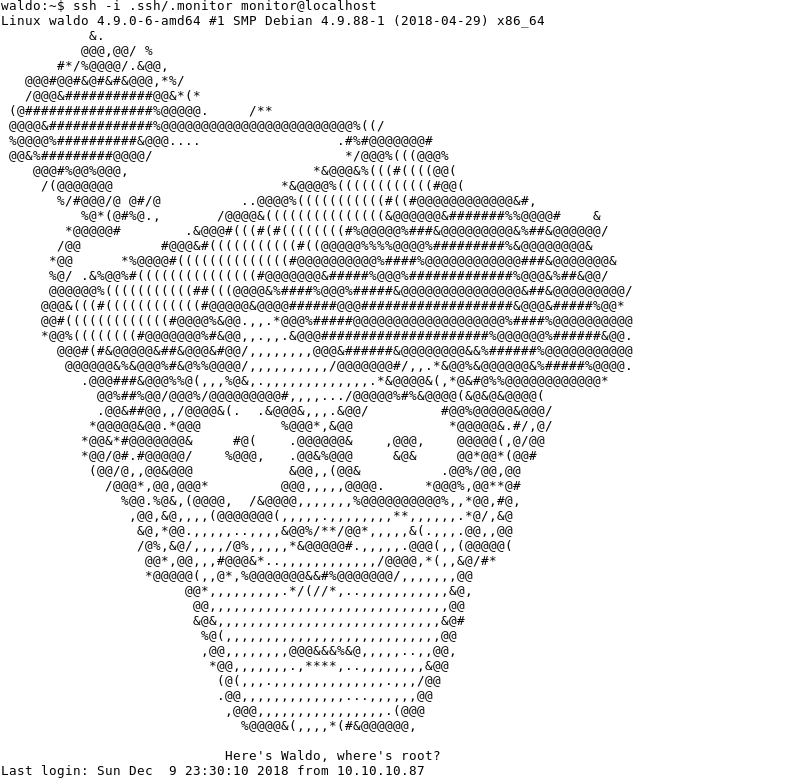 waldo:~$ ssh -i .ssh/.monitor monitor@localhost
Linux waldo 4.9.0-6-amd64 #1 SMP Debian 4.9.88-1 (2018-04-29) x86_64
Here's Waldo, where's root?
Last login: Sun Dec  9 23:30:10 2018 from 10.10.10.87